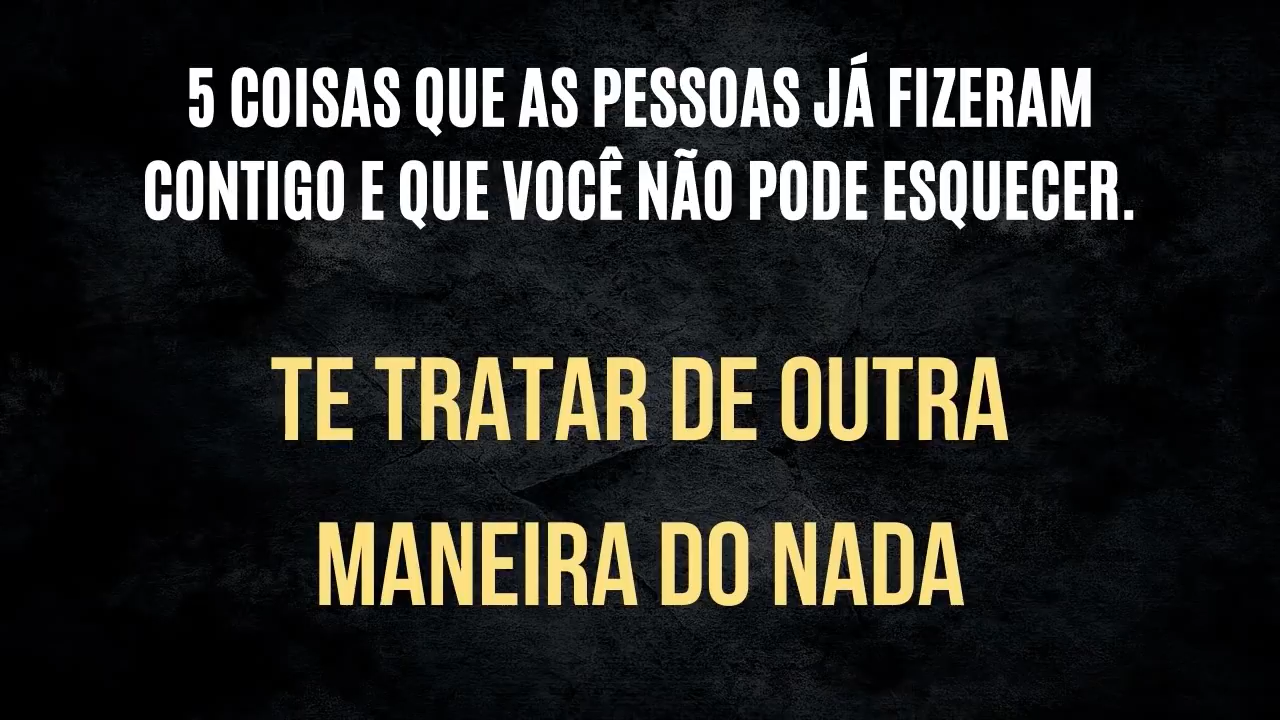 5 COISAS QUE AS PESSOAS JÁ FIZERAM
CONTIGO E QUE VOCÊ NÃO PODE ESQUECER.
TE TRATAR DE OUTRA
MANEIRA DO NADA